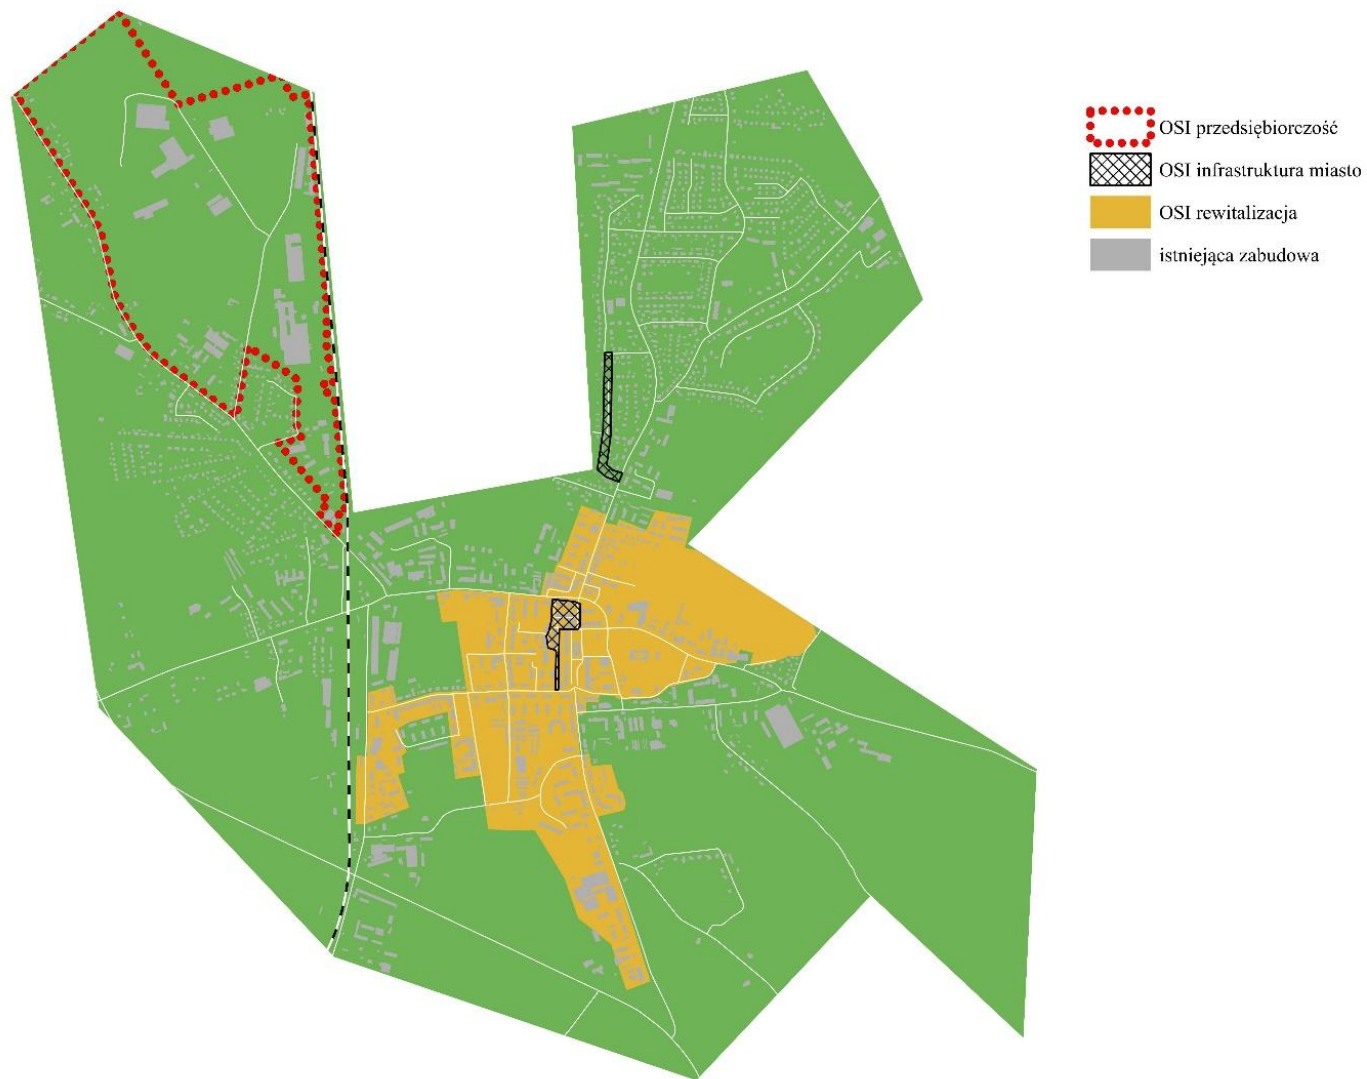 OSI przedsiębiorczość
OSI infrastruktura miasto
OSI rewitalizacja
istniejąca zabudowa